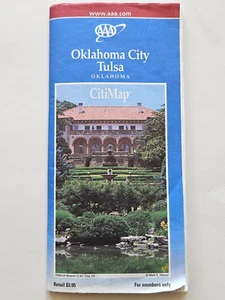 www.aaa.com
AAA
Oklahoma City
Tulsa
OKLAHOMA
CitiMap
Retail $3.95
For members only